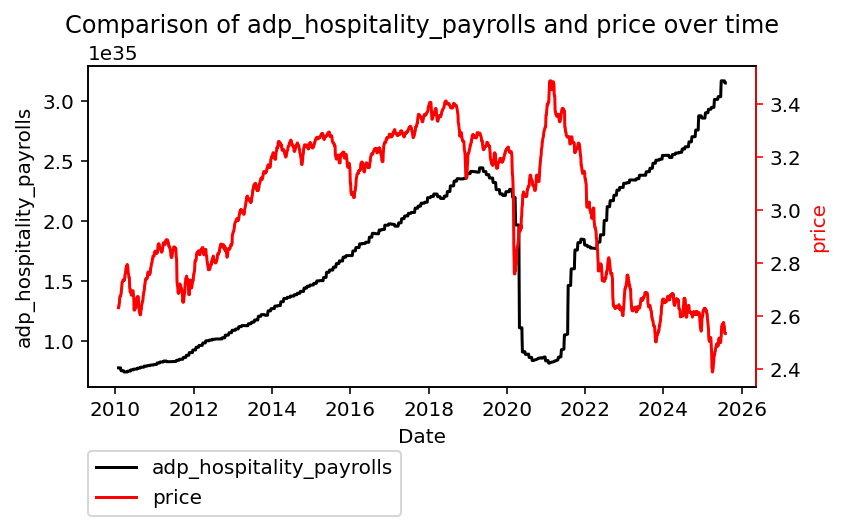 Comparison of adp_hospitality_payrolls and price over time
1e35
3.0
2.5
2.0
1.5
1.0
adp_hospitality_payrolls
3.4
3.2
3.0
2.8
2.6
2.4
price
2010 2012 2014 2016 2018 2020 2022 2024 2026
Date
adp_hospitality_payrolls
price